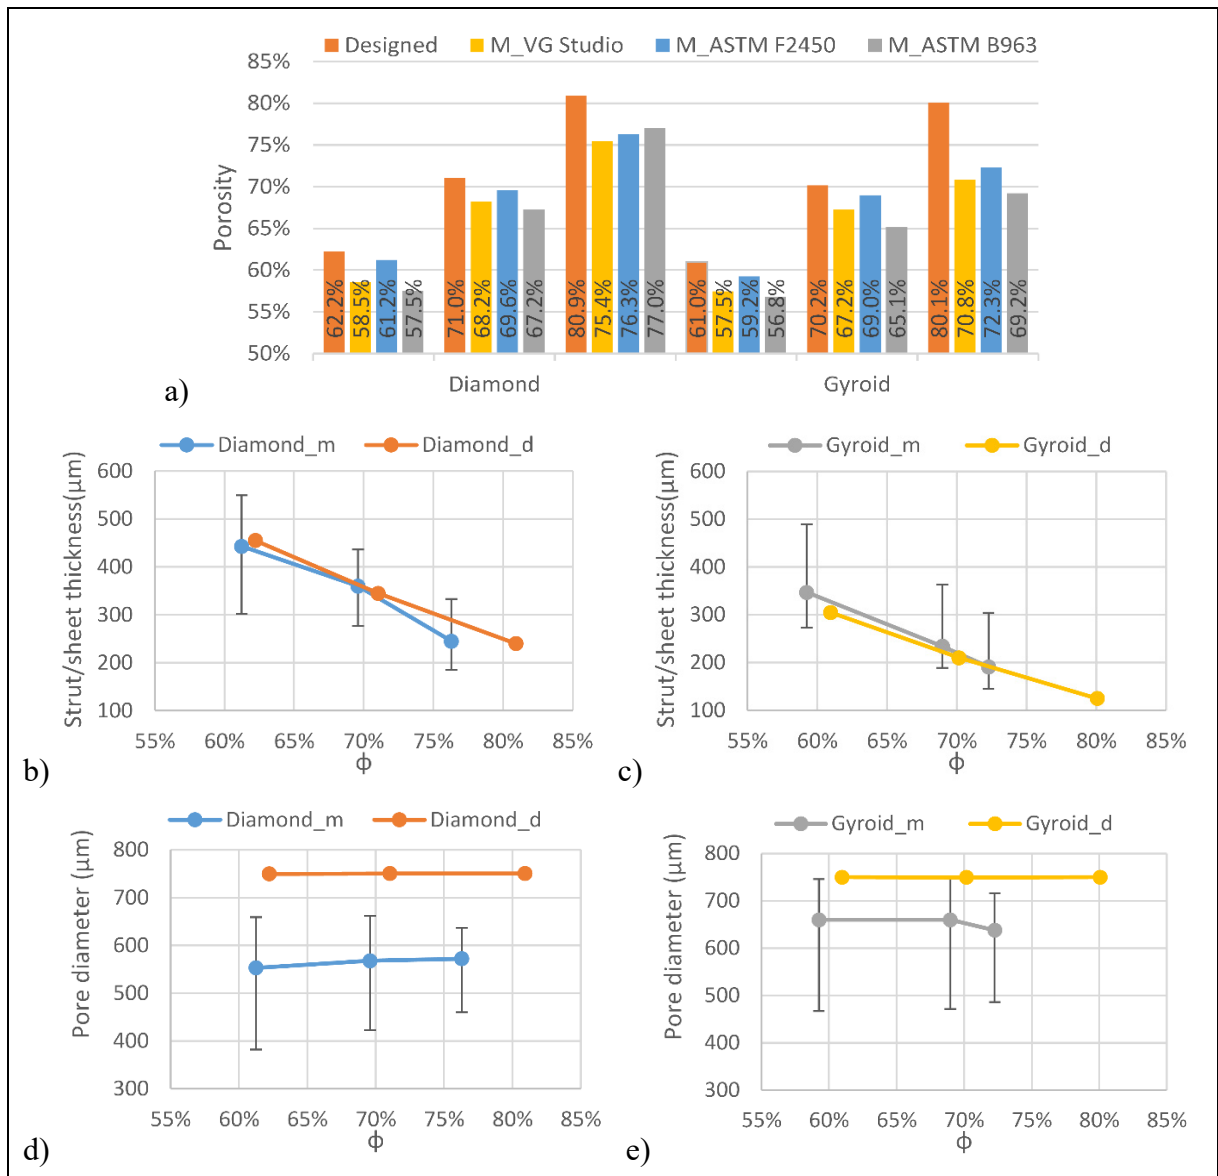 Designed M_VG Studio M_ASTM F2450 M_ASTM B963
85%
80%
75%
70%
65%
60%
55%
50%
Porosity
62.2% 58.5% 61.2% 57.5% 71.0% 68.2% 69.6% 67.2% 80.9% 75.4% 76.3% 77.0% 61.0% 57.5% 59.2% 56.8% 70.2% 67.2% 69.0% 65.1% 80.1% 70.8% 72.3% 69.2%
Diamond Gyroid
a)
Diamond_m Diamond_d
600
500
400
300
200
100
Strut/sheet thickness(µm)
55% 60% 65% 70% 75% 80% 85%
ф
b)
Gyroid_m Gyroid_d
600
500
400
300
200
100
Strut/sheet thickness(µm)
55% 60% 65% 70% 75% 80% 85%
ф
c)
Diamond_m Diamond_d
800
700
600
500
400
300
Pore diameter (µm)
55% 60% 65% 70% 75% 80% 85%
ф
d)
Gyroid_m Gyroid_d
800
700
600
500
400
300
Pore diameter (µm)
55% 60% 65% 70% 75% 80% 85%
ф
e)